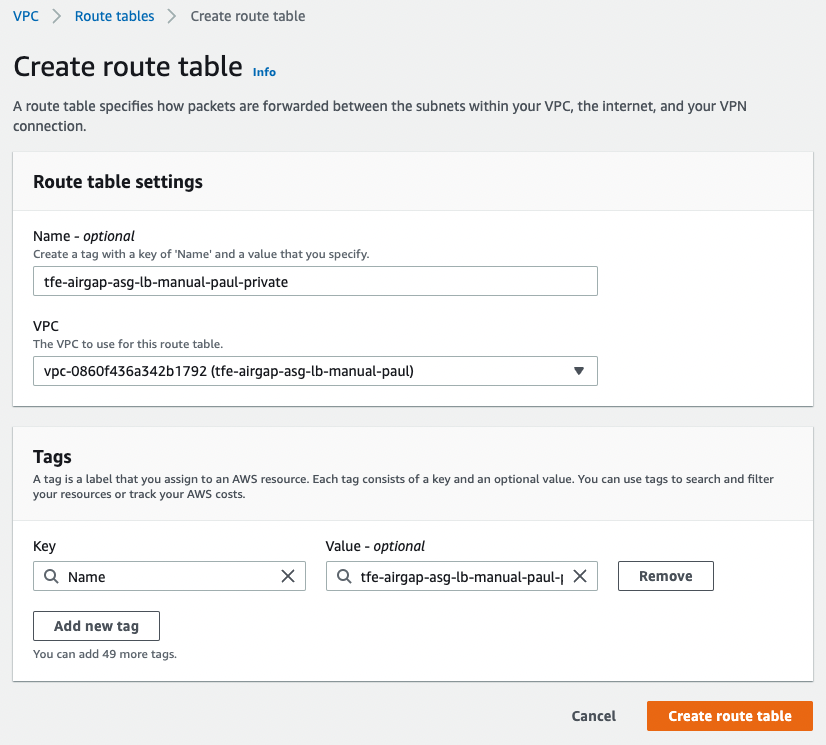 VPC > Route tables > Create route table
Create route table Info
A route table specifies how packets are forwarded between the subnets within your VPC, the internet, and your VPN
connection.
Route table settings
Name - optional
Create a tag with a key of 'Name' and a value that you specify.
tfe-airgap-asg-lb-manual-paul-private
VPC
The VPC to use for this route table.
vpc-0860f436a342b1792 (tfe-airgap-asg-lb-manual-paul)
Tags
A tag is a label that you assign to an AWS resource. Each tag consists of a key and an optional value. You can use tags to search and filter
your resources or track your AWS costs.
Key Value - optional
Name tfe-airgap-asg-lb-manual-paul-p Remove
Add new tag
You can add 49 more tags.
Cancel Create route table